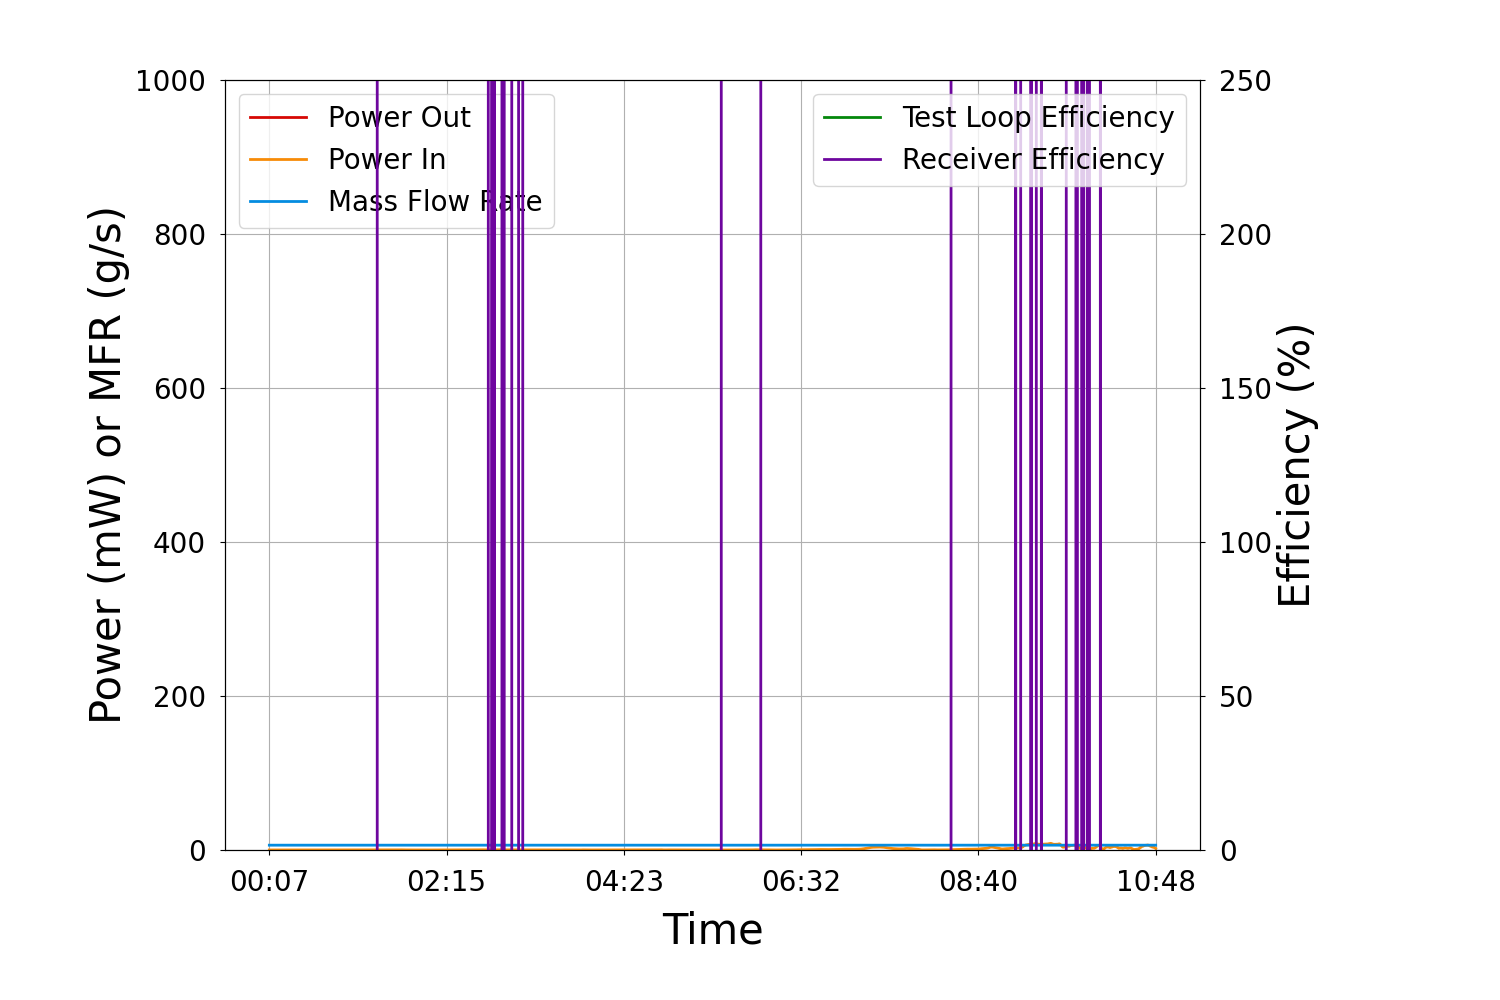 1000
800
600
400
200
0
Power (mW) or MFR (g/s)
Power Out
Power In
Mass Flow Rate
Test Loop Efficiency
Receiver Efficiency
250
200
150
100
50
0
Efficiency (%)
00:07 02:15 04:23 06:32 08:40 10:48
Time